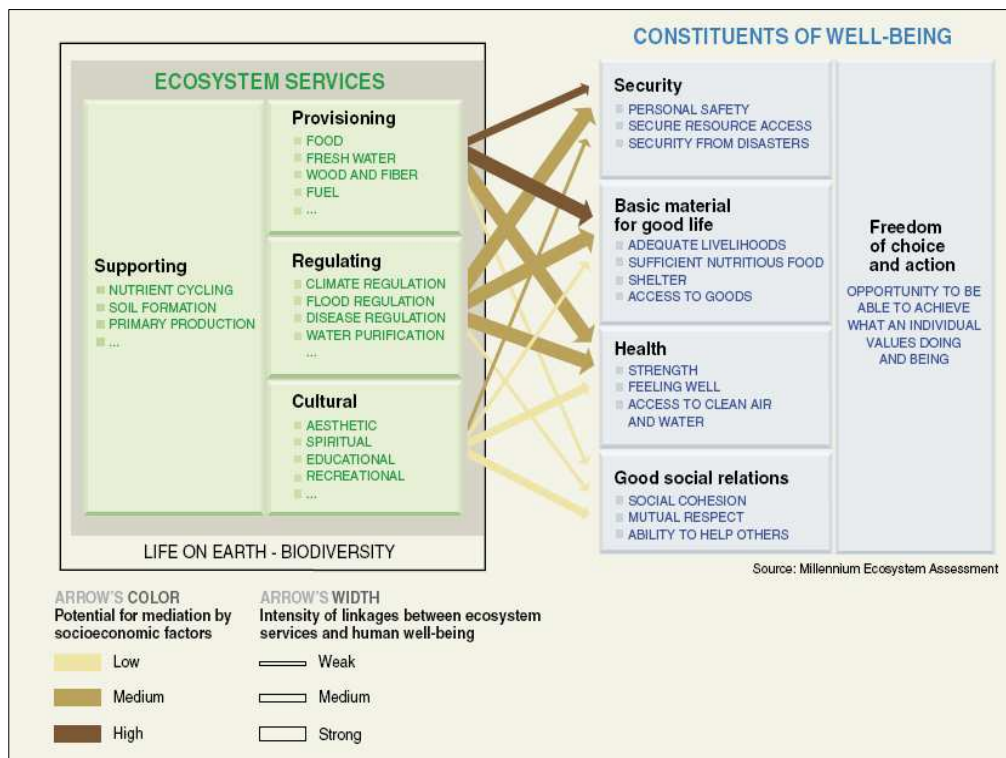 CONSTITUENTS OF WELL-BEING
ECOSYSTEM SERVICES
Supporting
NUTRIENT CYCLING
SOIL FORMATION
PRIMARY PRODUCTION
...
Provisioning
FOOD
FRESH WATER
WOOD AND FIBER
FUEL
...
Regulating
CLIMATE REGULATION
FLOOD REGULATION
DISEASE REGULATION
WATER PURIFICATION
...
Cultural
AESTHETIC
SPIRITUAL
EDUCATIONAL
RECREATIONAL
...
LIFE ON EARTH - BIODIVERSITY
Security
PERSONAL SAFETY
SECURE RESOURCE ACCESS
SECURITY FROM DISASTERS
Basic material
for good life
ADEQUATE LIVELIHOODS
SUFFICIENT NUTRITIOUS FOOD
SHELTER
ACCESS TO GOODS
Health
STRENGTH
FEELING WELL
ACCESS TO CLEAN AIR
AND WATER
Good social relations
SOCIAL COHESION
MUTUAL RESPECT
ABILITY TO HELP OTHERS
Freedom
of choice
and action
OPPORTUNITY TO BE
ABLE TO ACHIEVE
WHAT AN INDIVIDUAL
VALUES DOING
AND BEING
Source: Millennium Ecosystem Assessment
ARROW'S COLOR
Potential for mediation by
socioeconomic factors
Low
Medium
High
ARROW'S WIDTH
Intensity of linkages between ecosystem
services and human well-being
Weak
Medium
Strong